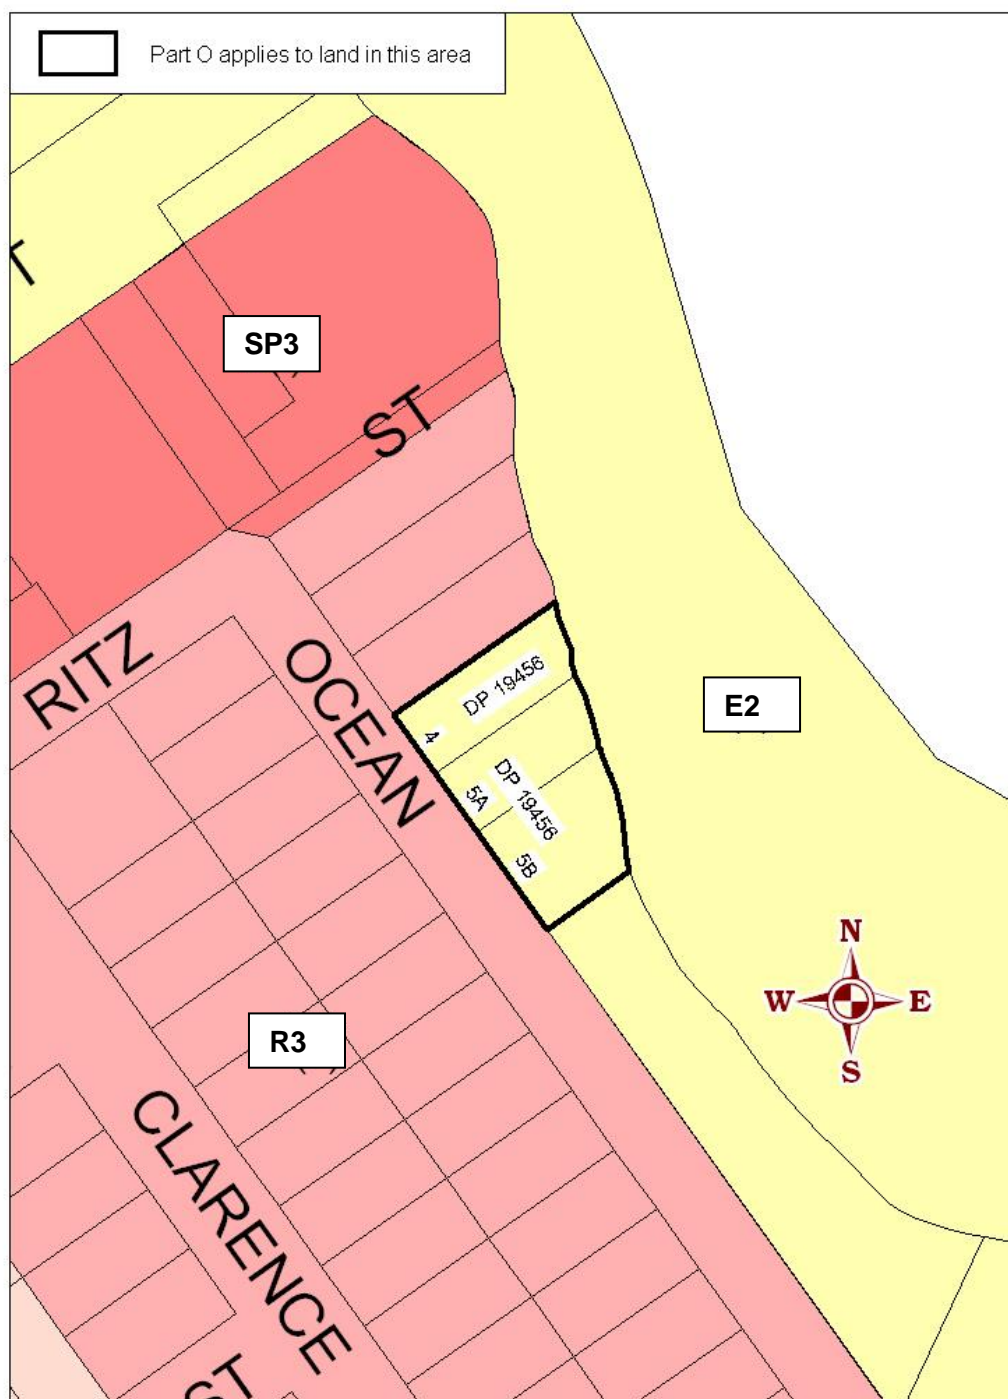 Part O applies to land in this area
T
SP3
ST
RITZ
OCEAN
DP 19456
4
E2
5A
DP 19456
5B
N
W
E
S
R3
CLARENCE
ST